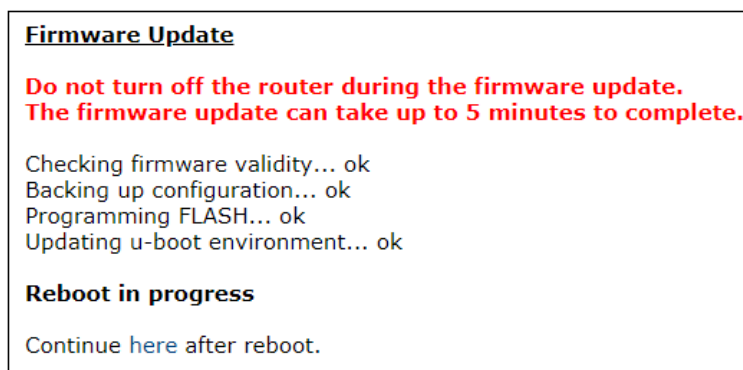 Firmware Update
Do not turn off the router during the firmware update.
The firmware update can take up to 5 minutes to complete.
Checking firmware validity... ok
Backing up configuration... ok
Programming FLASH... ok
Updating u-boot environment... ok
Reboot in progress
Continue here after reboot.